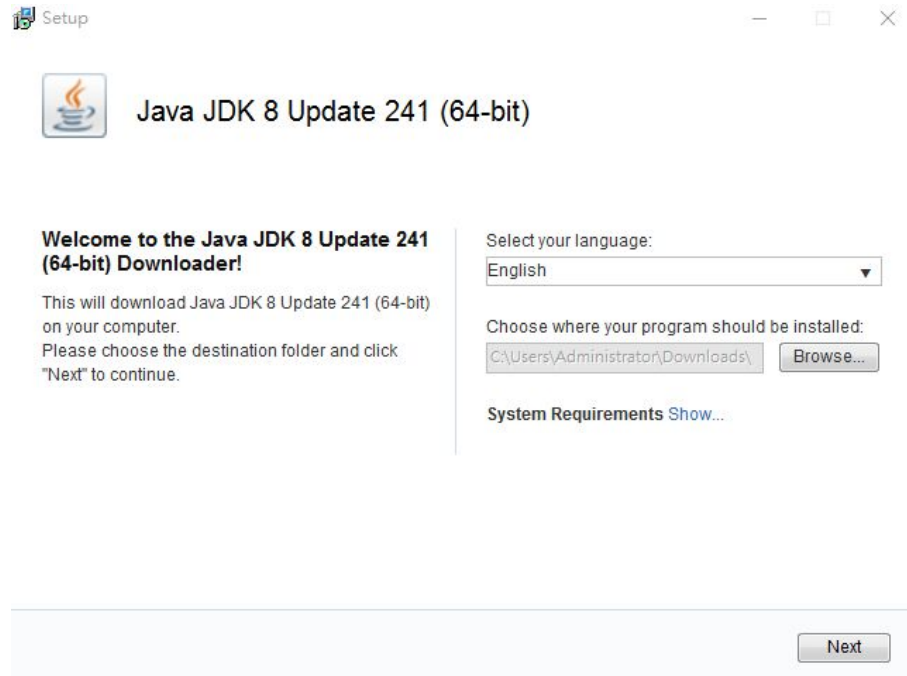 Setup
Java JDK 8 Update 241 (64-bit)
Welcome to the Java JDK 8 Update 241
(64-bit) Downloader!
This will download Java JDK 8 Update 241 (64-bit)
on your computer.
Please choose the destination folder and click
"Next" to continue.
Select your language:
English
Choose where your program should be installed:
C:\Users\Administrator\Downloads\
Browse...
System Requirements Show...
Next